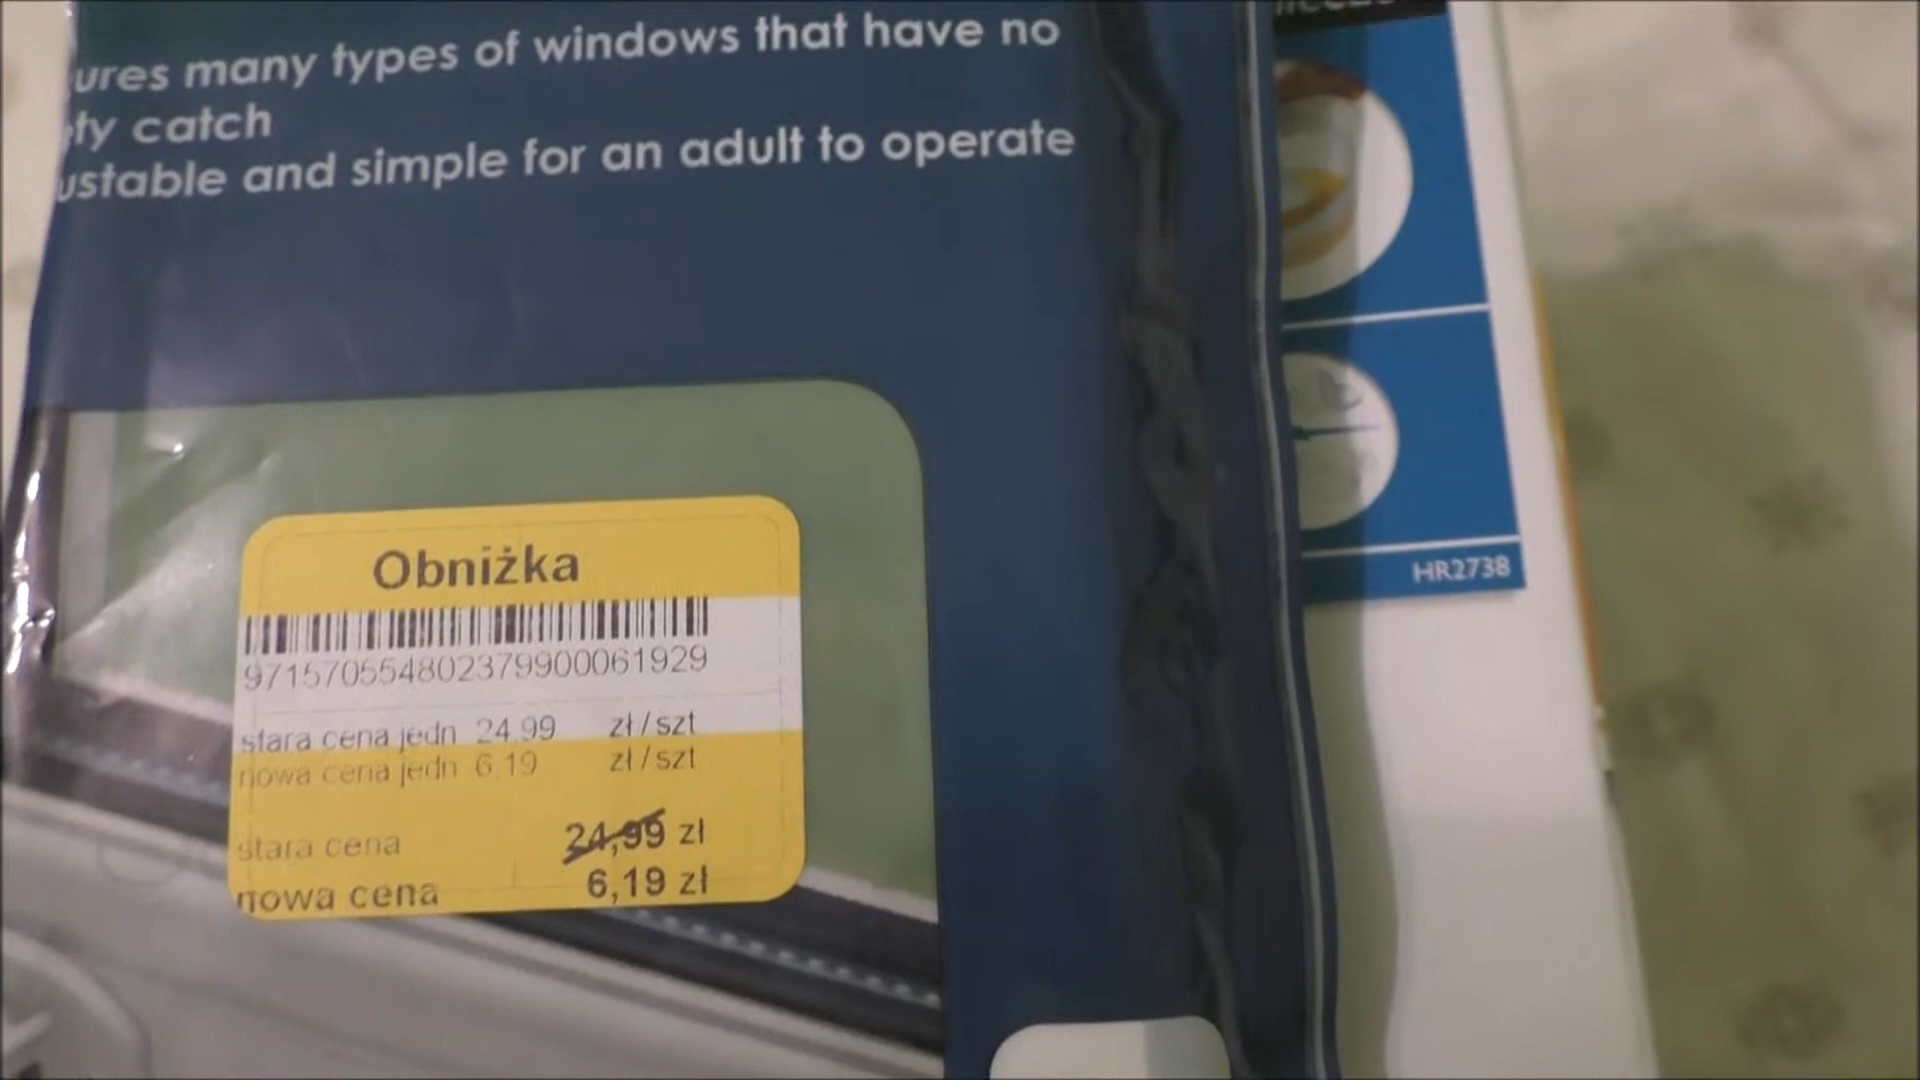 ures many types of windows that have no
ty catch
ustable and simple for an adult to operate
HR2738
Obniżka
971570554802379900061929
stara cena jedn 24.99 zł/szt
nowa cena jedn 6.19 zł/szt
stara cena 24,99 zł
nowa cena 6,19 zł